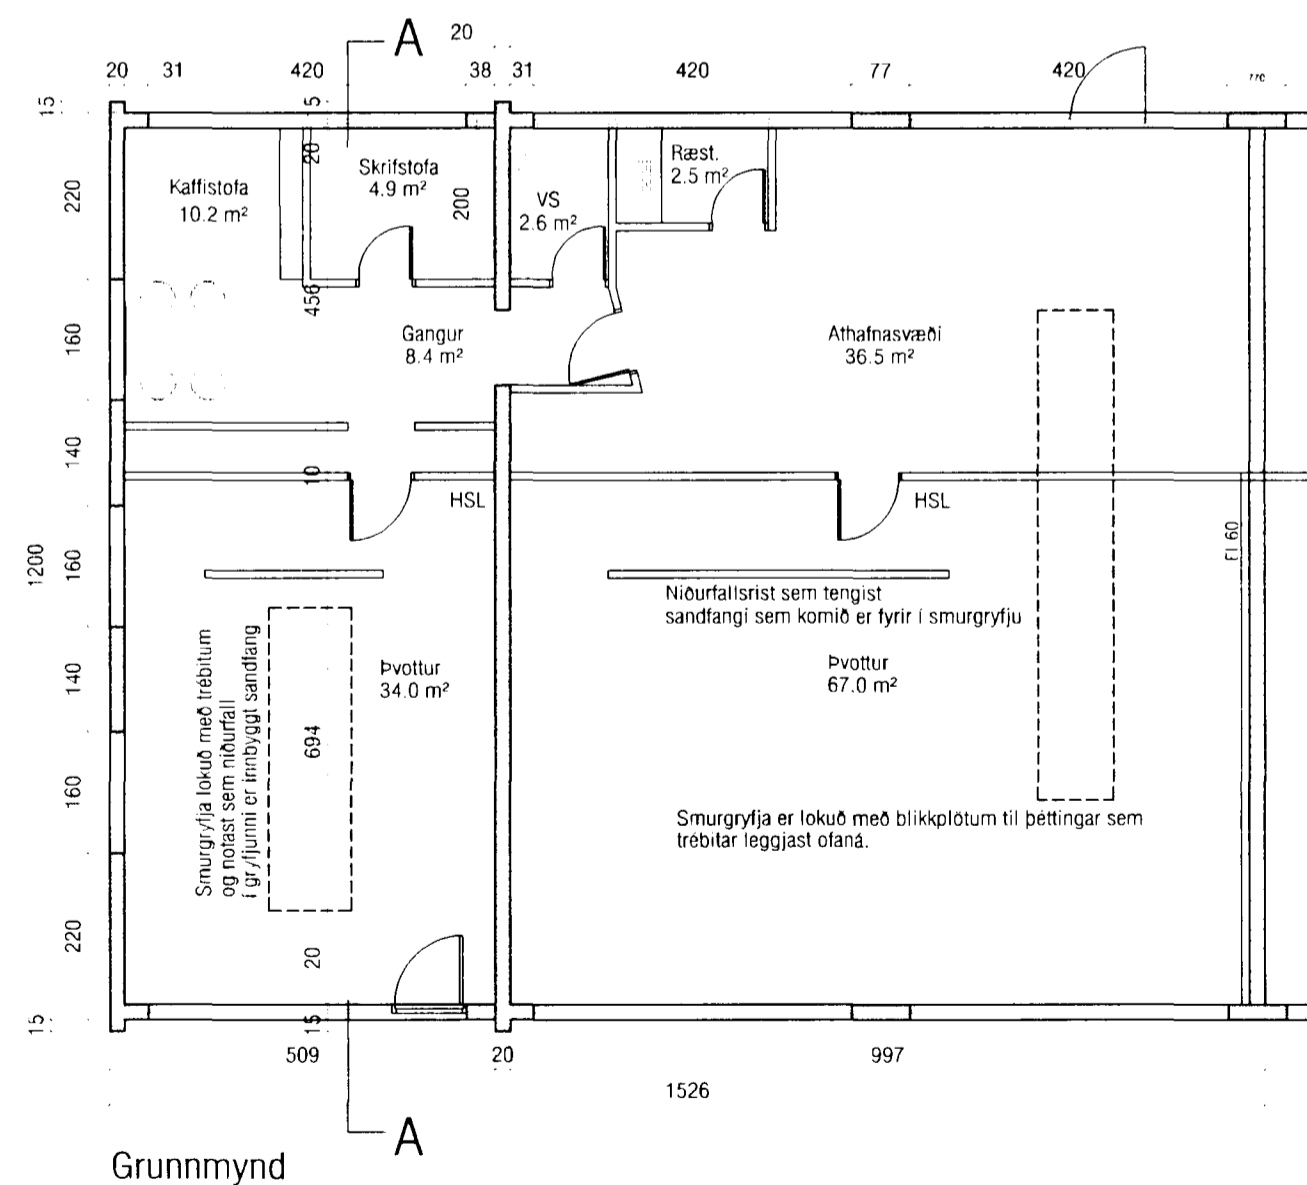 A
20
20 31 420 38 31 420 77 420
15
5
220
20
Kaffistofa
10.2 m²
Skrifstofa
4.9 m²
200
VS
2.6 m²
Ræst.
2.5 m²
456
160
Gangur
8.4 m²
Athafnasvæði
36.5 m²
140
10
HSL
HSL
1200
160
EI 60
Niðurfallsrist sem tengist
sandfangi sem komið er fyrir í smurgryfju
Smurgryfja lokuð með trébitum
og notast sem niðurfall
í gryfjunni er innbyggt sandfang
Þvottur
34.0 m²
Þvottur
67.0 m²
140
694
160
Smurgryfja er lokuð með blikkplötum til þéttingar sem
trébitar leggjast ofaná.
220
20
15
15
509 20 997
1526
A
Grunnmynd